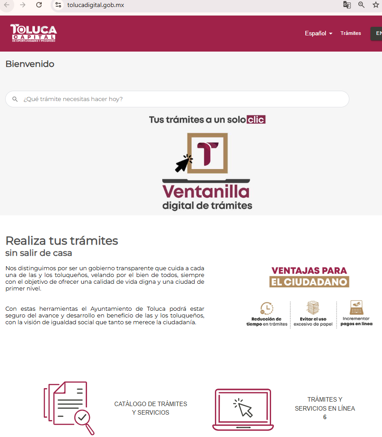 tolucadigital.gob.mx
TOLUCA
CAPITAL
Español
Trámites
Bienvenido
¿Qué trámite necesitas hacer hoy?
Tus trámites a un solo clic
Ventanilla
digital de trámites
Realiza tus trámites
sin salir de casa
Nos distinguimos por ser un gobierno transparente que cuida a cada
una de las y los toluqueños, velando por el bien de todos, siempre
con el objetivo de ofrecer una calidad de vida digna y una ciudad de
primer nivel.
Con estas herramientas el Ayuntamiento de Toluca podrá estar
seguro del avance y desarrollo en beneficio de las y los toluqueños,
con la visión de igualdad social que tanto se merece la ciudadanía.
VENTAJAS PARA
EL CIUDADANO
Reducción de
tiempo en trámites
Evitar el uso
excesivo de papel
Incrementar
pagos en línea
CATÁLOGO DE TRÁMITES
Y SERVICIOS
TRÁMITES Y
SERVICIOS EN LÍNEA
6